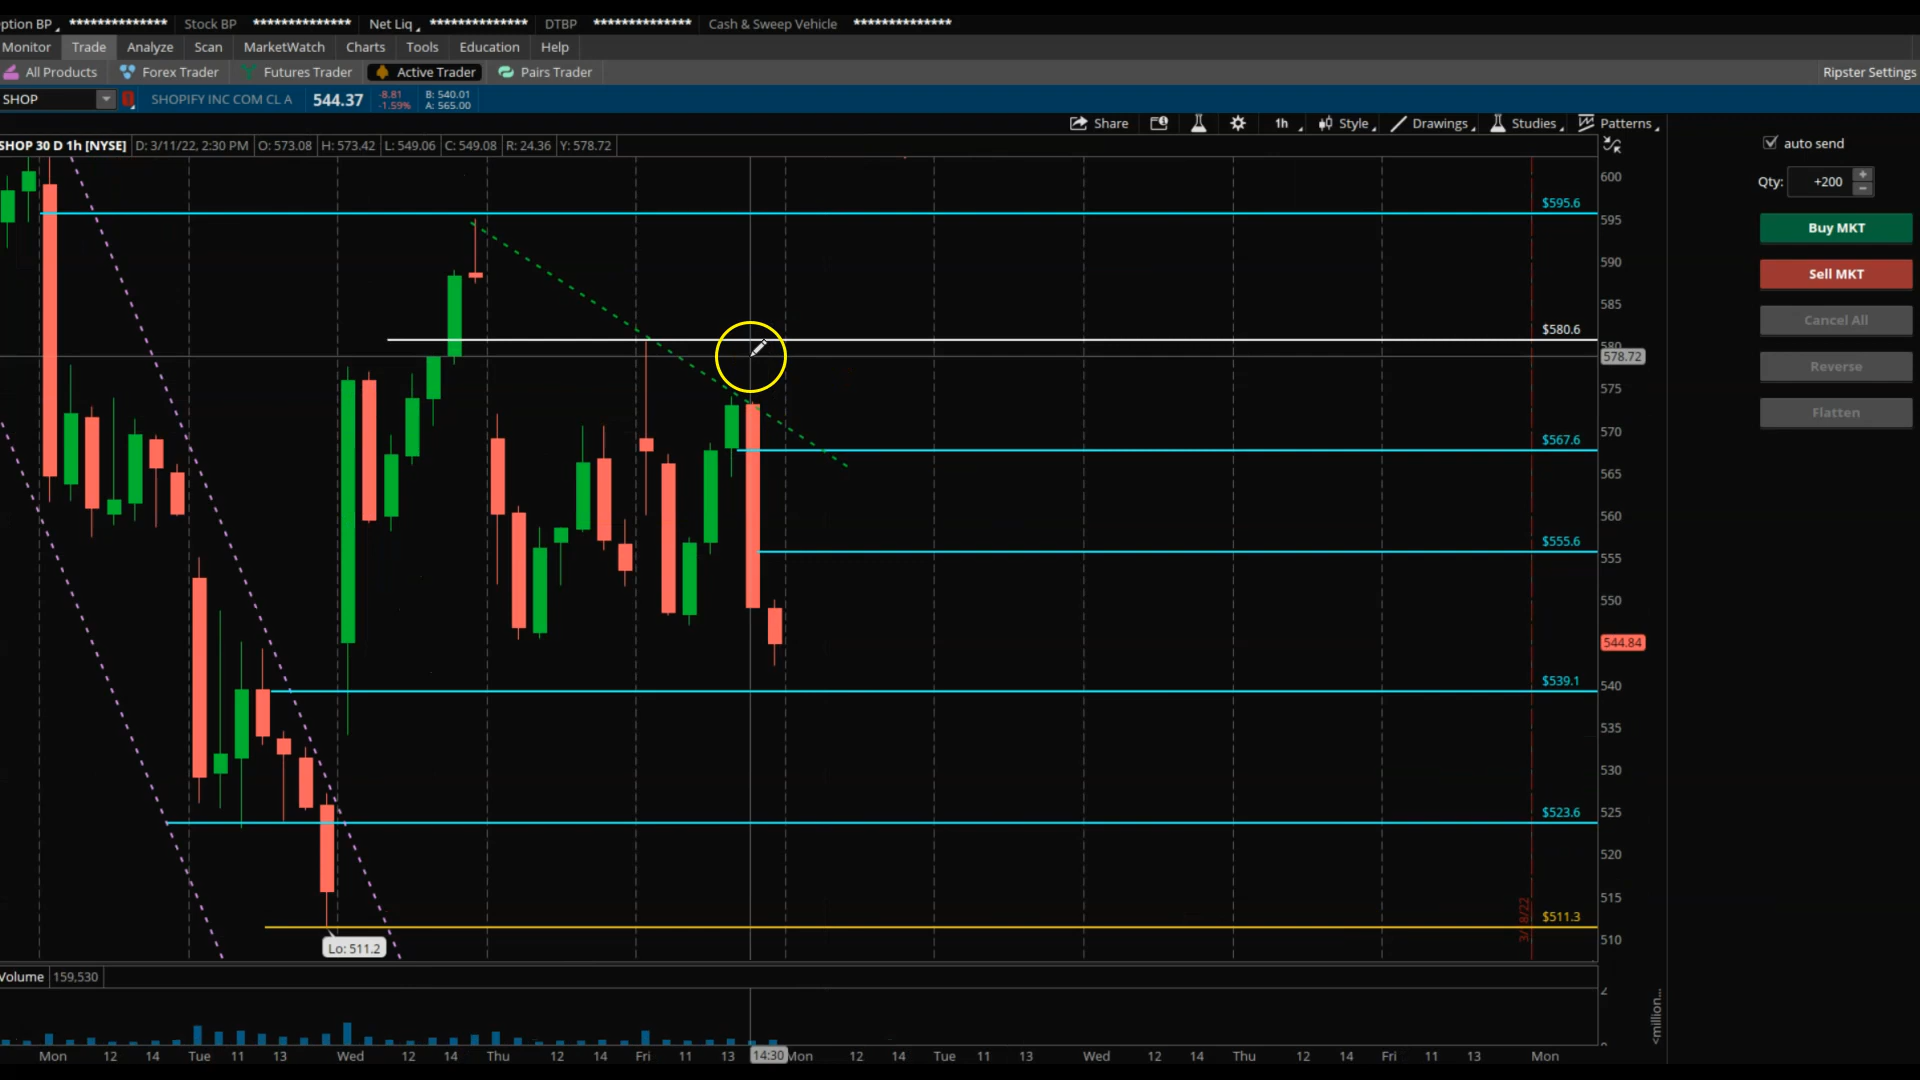 ption BP ************** Stock BP ************** Net Liq ************** DTBP ************** Cash & Sweep Vehicle **************
Monitor Trade Analyze Scan MarketWatch Charts Tools Education Help
All Products Forex Trader Futures Trader Active Trader Pairs Trader Ripster Settings
SHOP SHOPIFY INC COM CL A 544.37 -8.81 -1.59% B: 540.01 A: 565.00
Share 1h Style Drawings Studies Patterns
SHOP 30 D 1h [NYSE] D: 3/11/22, 2:30 PM O: 573.08 H: 573.42 L: 549.06 C: 549.08 R: 24.36 Y: 578.72
auto send
Qty: +200
Buy MKT
Sell MKT
Cancel All
Reverse
Flatten
$595.6
$580.6
$567.6
$555.6
$539.1
$523.6
$511.3
600
595
590
585
580
578.72
575
570
565
560
555
550
544.84
540
535
530
525
520
515
510
Lo: 511.2
Volume 159,530
2
0
<million...
Mon 12 14 Tue 11 13 Wed 12 14 Thu 12 14 Fri 11 13 14:30 Mon 12 14 Tue 11 13 Wed 12 14 Thu 12 14 Fri 11 13 Mon